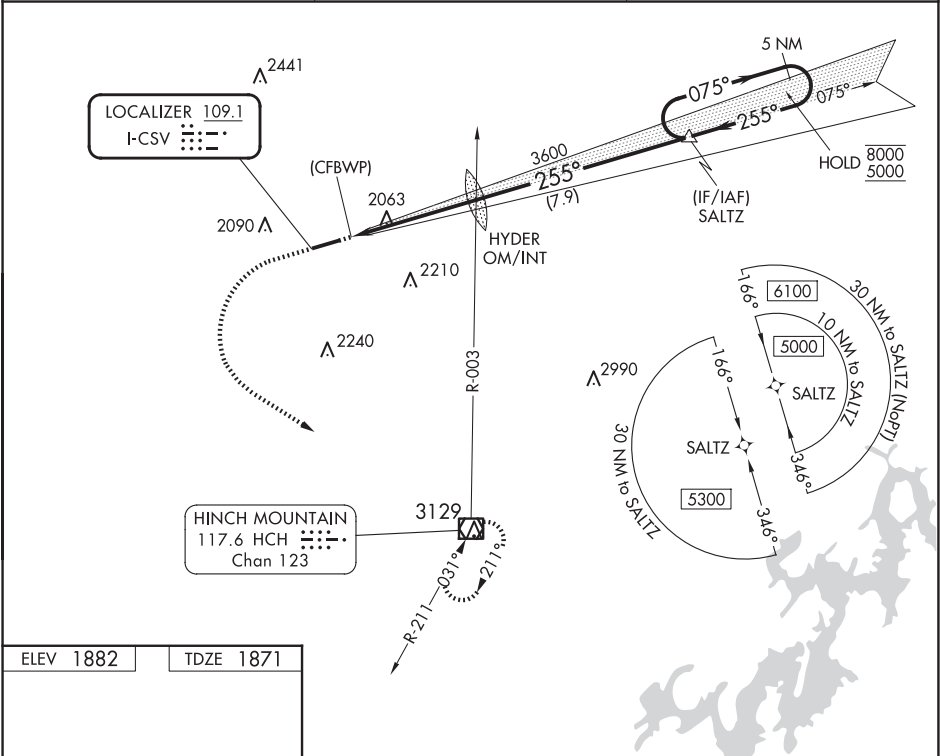 2441
LOCALIZER 109.1
I-CSV
(CFBWP)
2090
2063
3600
255°
(7.9)
HYDER
OM/INT
5 NM
075°
255°
075°
HOLD 8000
5000
(IF/IAF)
SALTZ
2210
2240
R-003
2990
166°
6100
5000
SALTZ
346°
10 NM to SALTZ
30 NM to SALTZ (NoPT)
166°
SALTZ
5300
346°
30 NM to SALTZ
HINCH MOUNTAIN
117.6 HCH
Chan 123
3129
031°
211°
R-211
ELEV 1882
TDZE 1871